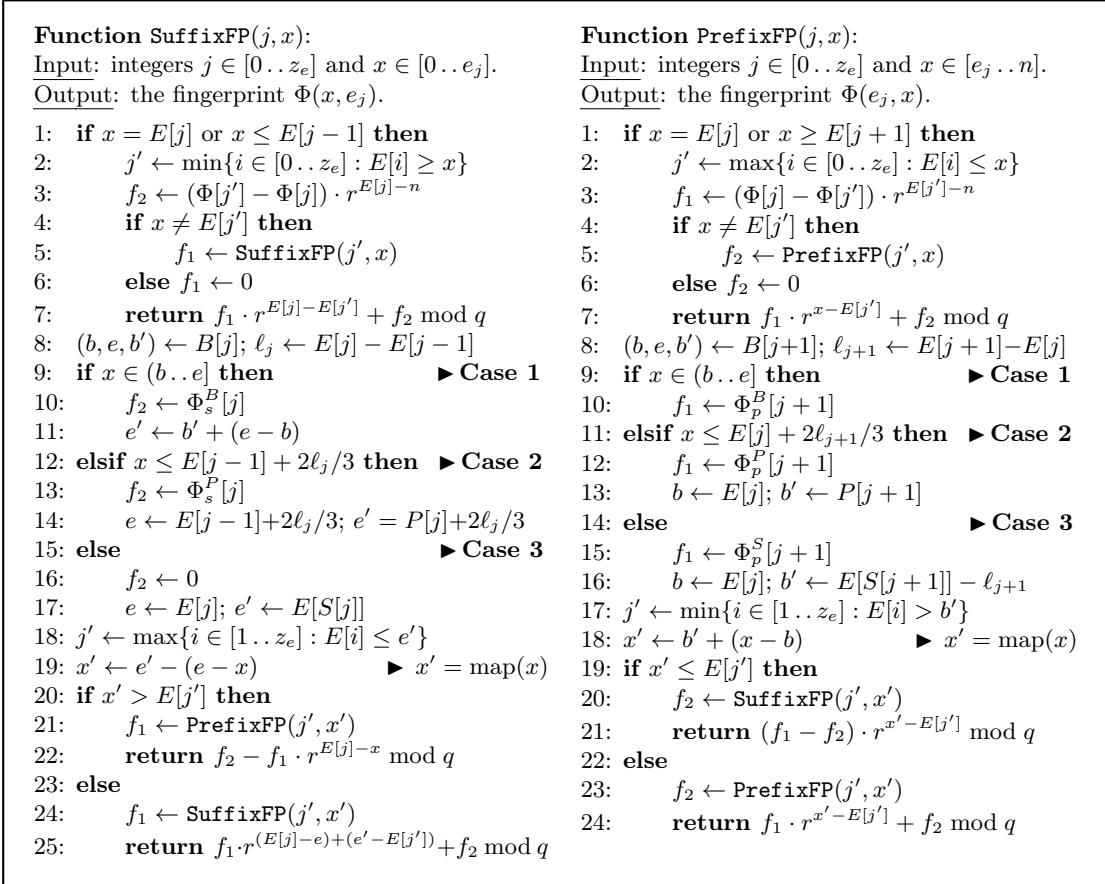 Function SuffixFP(j, x):
Input: integers j ∈ [0 . . z_e] and x ∈ [0 . . e_j].
Output: the fingerprint Φ(x, e_j).
1: if x = E[j] or x ≤ E[j − 1] then
2: j′ ← min{i ∈ [0 . . z_e] : E[i] ≥ x}
3: f_2 ← (Φ[j′] − Φ[j]) · r^{E[j]−n}
4: if x ≠ E[j′] then
5: f_1 ← SuffixFP(j′, x)
6: else f_1 ← 0
7: return f_1 · r^{E[j]−E[j′]} + f_2 mod q
8: (b, e, b′) ← B[j]; ℓ_j ← E[j] − E[j − 1]
9: if x ∈ (b . . e] then ▶ Case 1
10: f_2 ← Φ_s^B[j]
11: e′ ← b′ + (e − b)
12: elsif x ≤ E[j − 1] + 2ℓ_j/3 then ▶ Case 2
13: f_2 ← Φ_s^P[j]
14: e ← E[j − 1]+2ℓ_j/3; e′ = P[j]+2ℓ_j/3
15: else ▶ Case 3
16: f_2 ← 0
17: e ← E[j]; e′ ← E[S[j]]
18: j′ ← max{i ∈ [1 . . z_e] : E[i] ≤ e′}
19: x′ ← e′ − (e − x) ▶ x′ = map(x)
20: if x′ > E[j′] then
21: f_1 ← PrefixFP(j′, x′)
22: return f_2 − f_1 · r^{E[j]−x} mod q
23: else
24: f_1 ← SuffixFP(j′, x′)
25: return f_1·r^{(E[j]−e)+(e′−E[j′])}+f_2 mod q
Function PrefixFP(j, x):
Input: integers j ∈ [0 . . z_e] and x ∈ [e_j . . n].
Output: the fingerprint Φ(e_j, x).
1: if x = E[j] or x ≥ E[j + 1] then
2: j′ ← max{i ∈ [0 . . z_e] : E[i] ≤ x}
3: f_1 ← (Φ[j] − Φ[j′]) · r^{E[j′]−n}
4: if x ≠ E[j′] then
5: f_2 ← PrefixFP(j′, x)
6: else f_2 ← 0
7: return f_1 · r^{x−E[j′]} + f_2 mod q
8: (b, e, b′) ← B[j+1]; ℓ_{j+1} ← E[j + 1]−E[j]
9: if x ∈ (b . . e] then ▶ Case 1
10: f_1 ← Φ_p^B[j + 1]
11: elsif x ≤ E[j] + 2ℓ_{j+1}/3 then ▶ Case 2
12: f_1 ← Φ_p^P[j + 1]
13: b ← E[j]; b′ ← P[j + 1]
14: else ▶ Case 3
15: f_1 ← Φ_p^S[j + 1]
16: b ← E[j]; b′ ← E[S[j + 1]] − ℓ_{j+1}
17: j′ ← min{i ∈ [1 . . z_e] : E[i] > b′}
18: x′ ← b′ + (x − b) ▶ x′ = map(x)
19: if x′ ≤ E[j′] then
20: f_2 ← SuffixFP(j′, x′)
21: return (f_1 − f_2) · r^{x′−E[j′]} mod q
22: else
23: f_2 ← PrefixFP(j′, x′)
24: return f_1 · r^{x′−E[j′]} + f_2 mod q